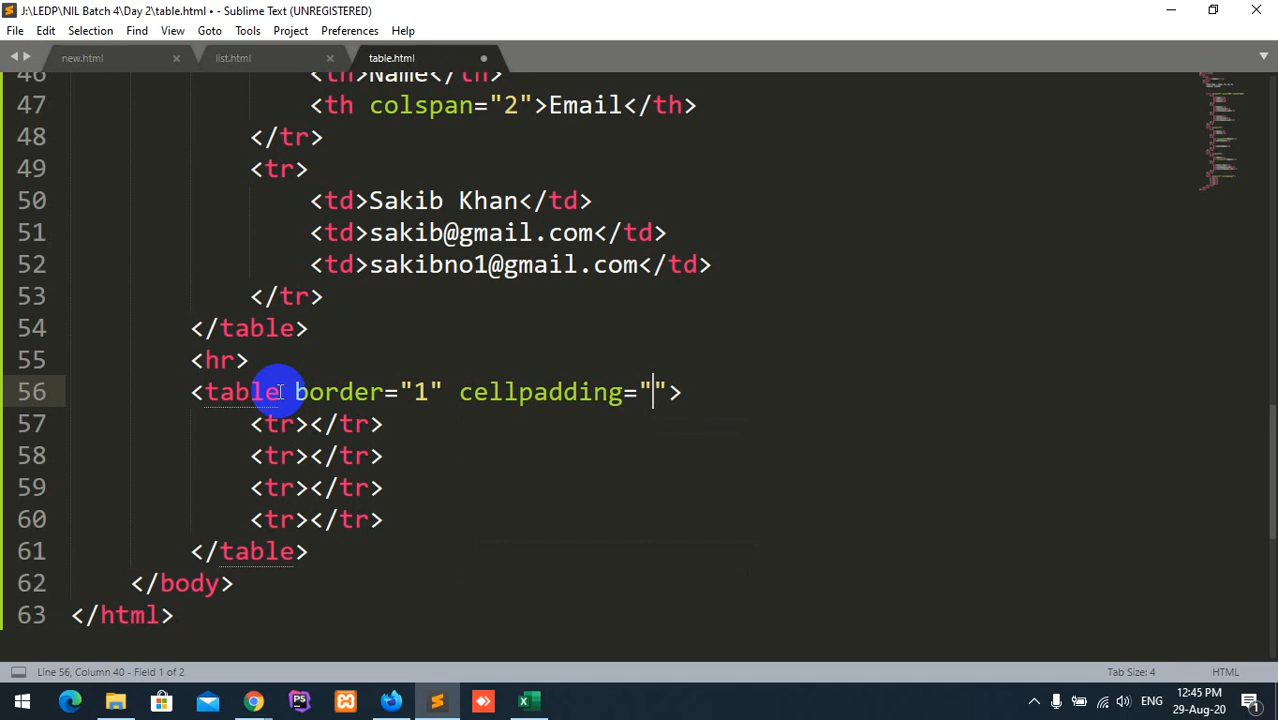 J:\LEDP\NIL Batch 4\Day 2\table.html • - Sublime Text (UNREGISTERED)
File Edit Selection Find View Goto Tools Project Preferences Help
new.html × list.html × table.html
46 <th>Name</th>
47 <th colspan="2">Email</th>
48 </tr>
49 <tr>
50 <td>Sakib Khan</td>
51 <td>sakib@gmail.com</td>
52 <td>sakibno1@gmail.com</td>
53 </tr>
54 </table>
55 <hr>
56 <table border="1" cellpadding="">
57 <tr></tr>
58 <tr></tr>
59 <tr></tr>
60 <tr></tr>
61 </table>
62 </body>
63 </html>
Line 56, Column 40 - Field 1 of 2 Tab Size: 4 HTML
ENG 12:45 PM
29-Aug-20